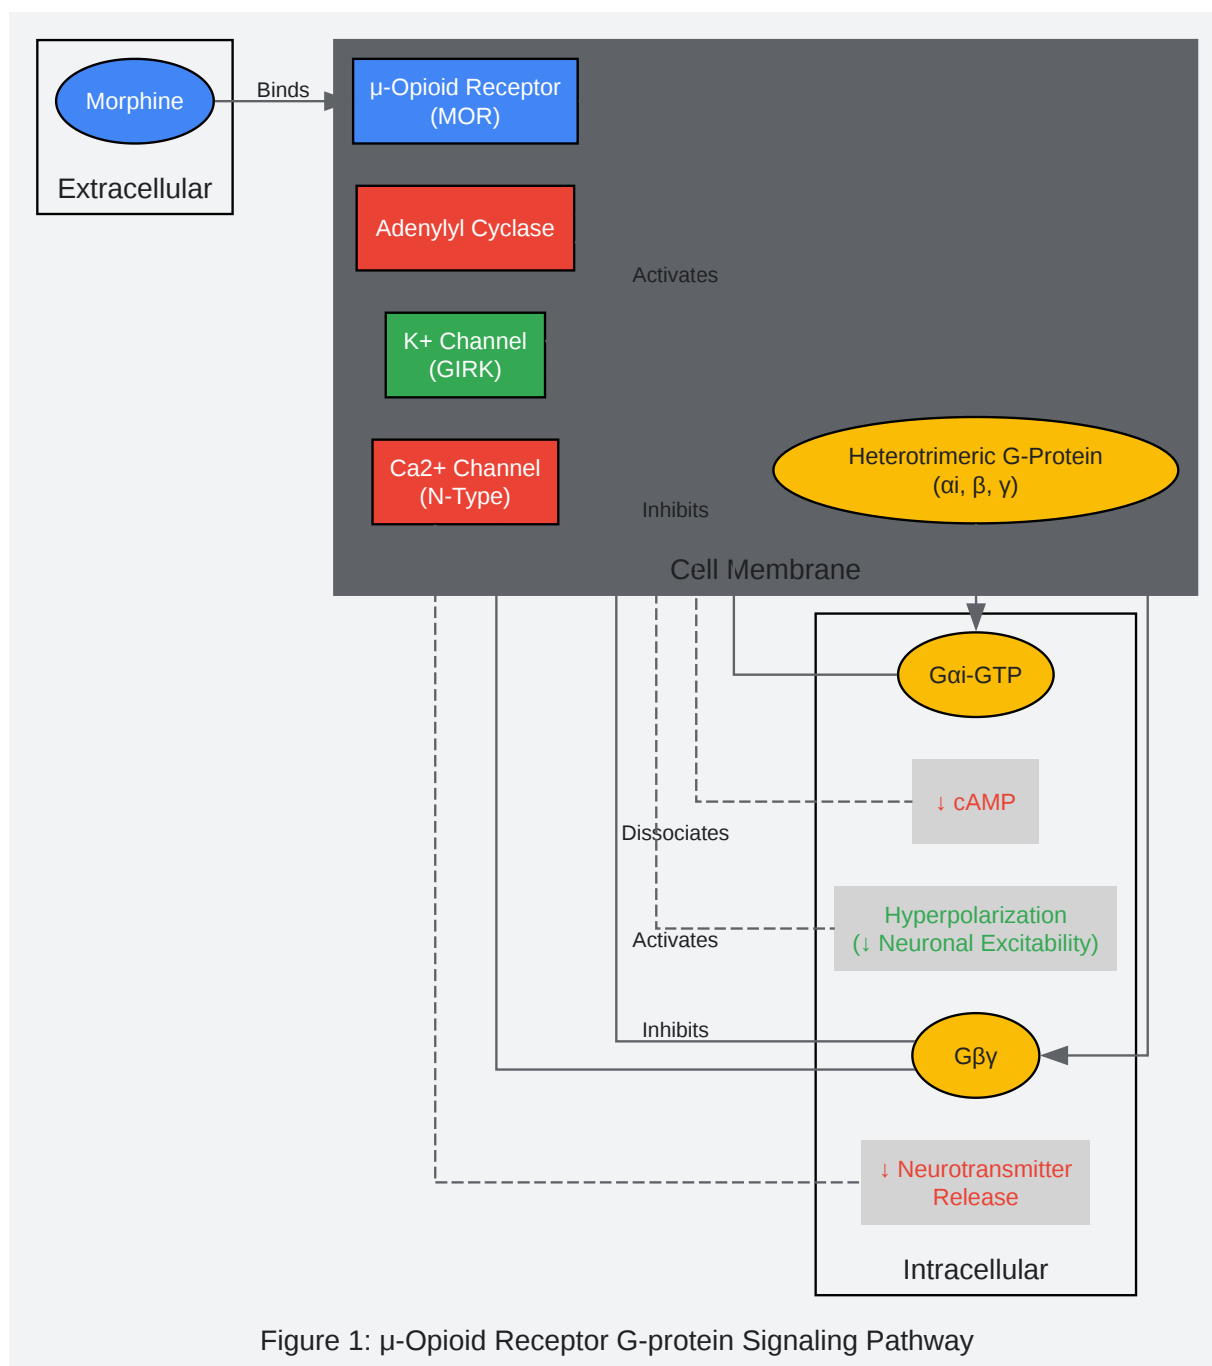 Morphine
Extracellular
Binds
μ-Opioid Receptor
(MOR)
Adenylyl Cyclase
Activates
K+ Channel
(GIRK)
Ca2+ Channel
(N-Type)
Heterotrimeric G-Protein
(αi, β, γ)
Inhibits
Cell Membrane
Gαi-GTP
↓ cAMP
Dissociates
Hyperpolarization
(↓ Neuronal Excitability)
Activates
Inhibits
Gβγ
↓ Neurotransmitter
Release
Intracellular
Figure 1: μ-Opioid Receptor G-protein Signaling Pathway